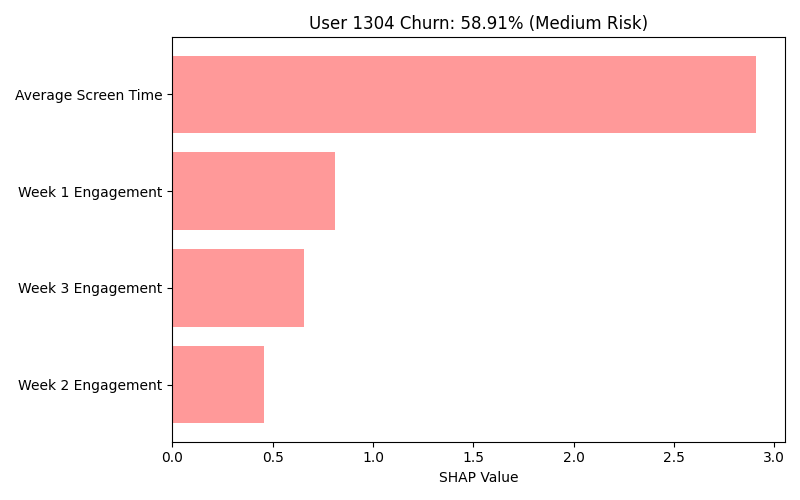 User 1304 Churn: 58.91% (Medium Risk)
Average Screen Time
Week 1 Engagement
Week 3 Engagement
Week 2 Engagement
0.0 0.5 1.0 1.5 2.0 2.5 3.0
SHAP Value